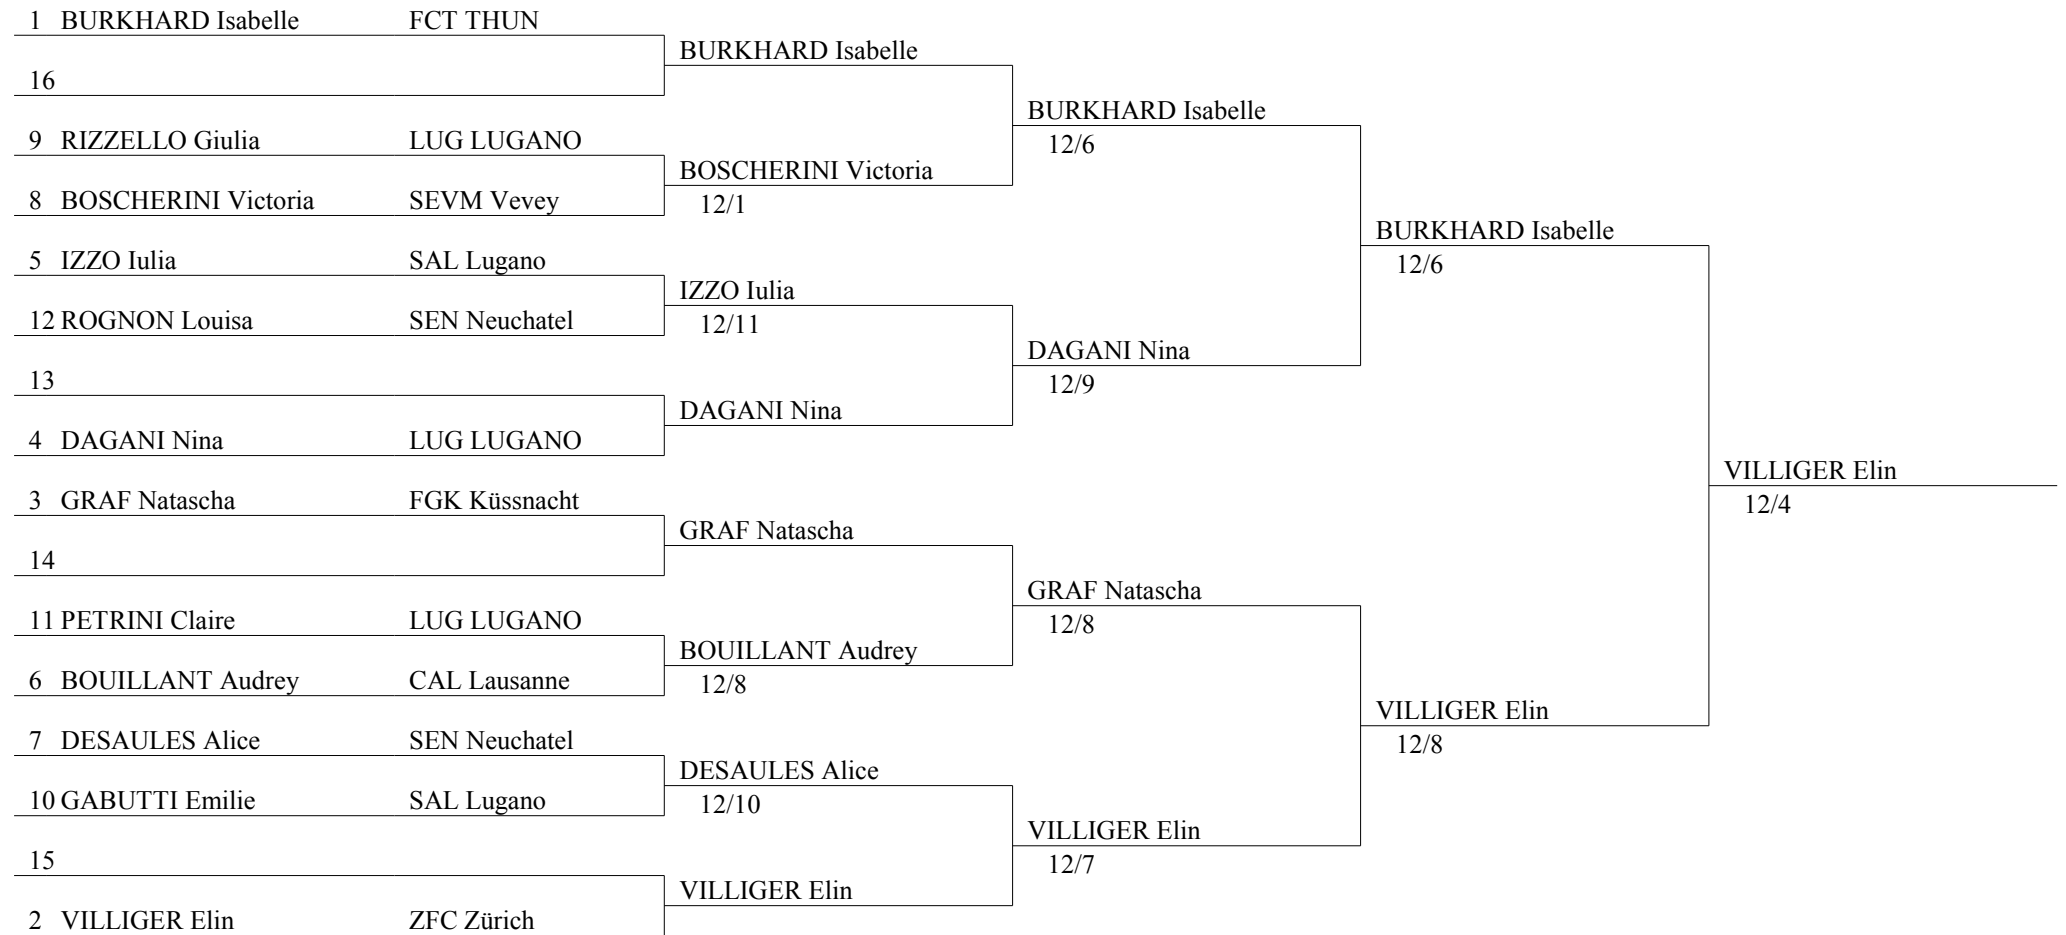 1 BURKHARD Isabelle FCT THUN
BURKHARD Isabelle
16
BURKHARD Isabelle
9 RIZZELLO Giulia LUG LUGANO
12/6
BOSCHERINI Victoria
8 BOSCHERINI Victoria SEVM Vevey
12/1
BURKHARD Isabelle
5 IZZO Iulia SAL Lugano
12/6
IZZO Iulia
12 ROGNON Louisa SEN Neuchatel
12/11
DAGANI Nina
13
12/9
DAGANI Nina
4 DAGANI Nina LUG LUGANO
VILLIGER Elin
3 GRAF Natascha FGK Küssnacht
12/4
GRAF Natascha
14
GRAF Natascha
11 PETRINI Claire LUG LUGANO
12/8
BOUILLANT Audrey
6 BOUILLANT Audrey CAL Lausanne
12/8
VILLIGER Elin
7 DESAULES Alice SEN Neuchatel
12/8
DESAULES Alice
10 GABUTTI Emilie SAL Lugano
12/10
VILLIGER Elin
15
12/7
VILLIGER Elin
2 VILLIGER Elin ZFC Zürich